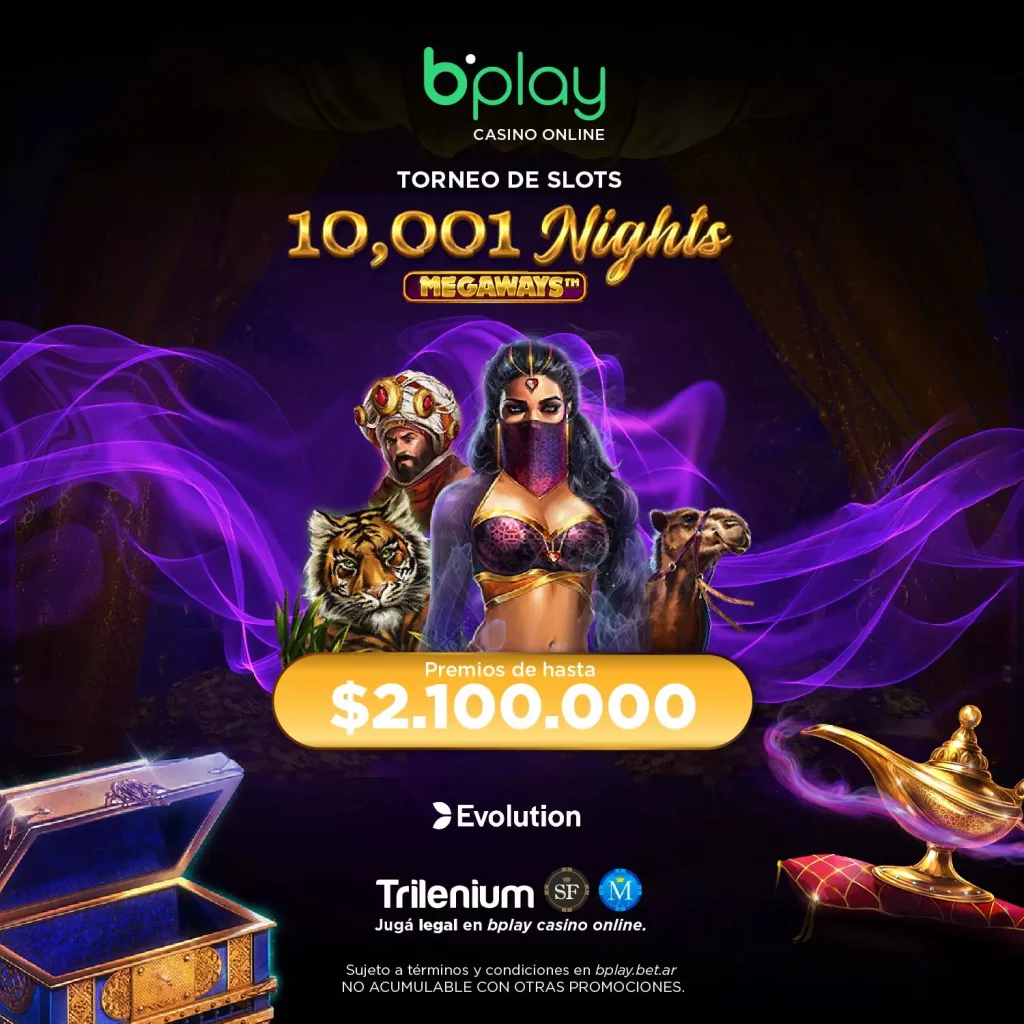 bplay
CASINO ONLINE
TORNEO DE SLOTS
10,001 Nights
MEGAWAYS™
Premios de hasta
$2.100.000
Evolution
Trilenium SF M
Jugá legal en bplay casino online.
Sujeto a términos y condiciones en bplay.bet.ar
NO ACUMULABLE CON OTRAS PROMOCIONES.